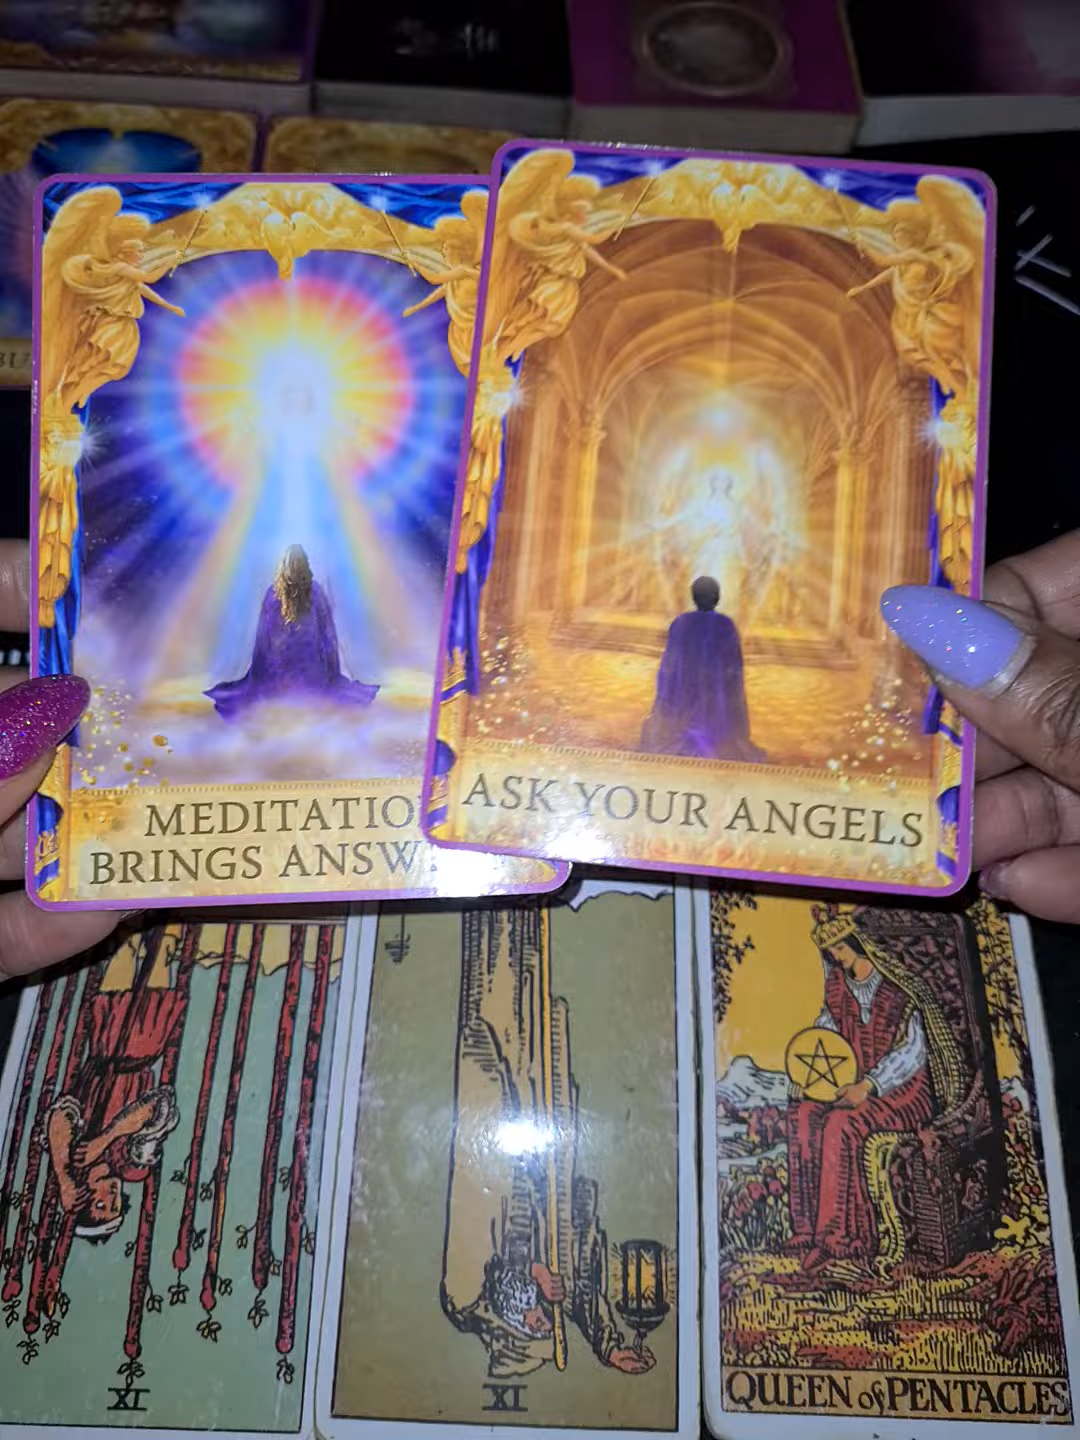 MEDITATIO
BRINGS ANSW
ASK YOUR ANGELS
XI
XI
QUEEN of PENTACLES